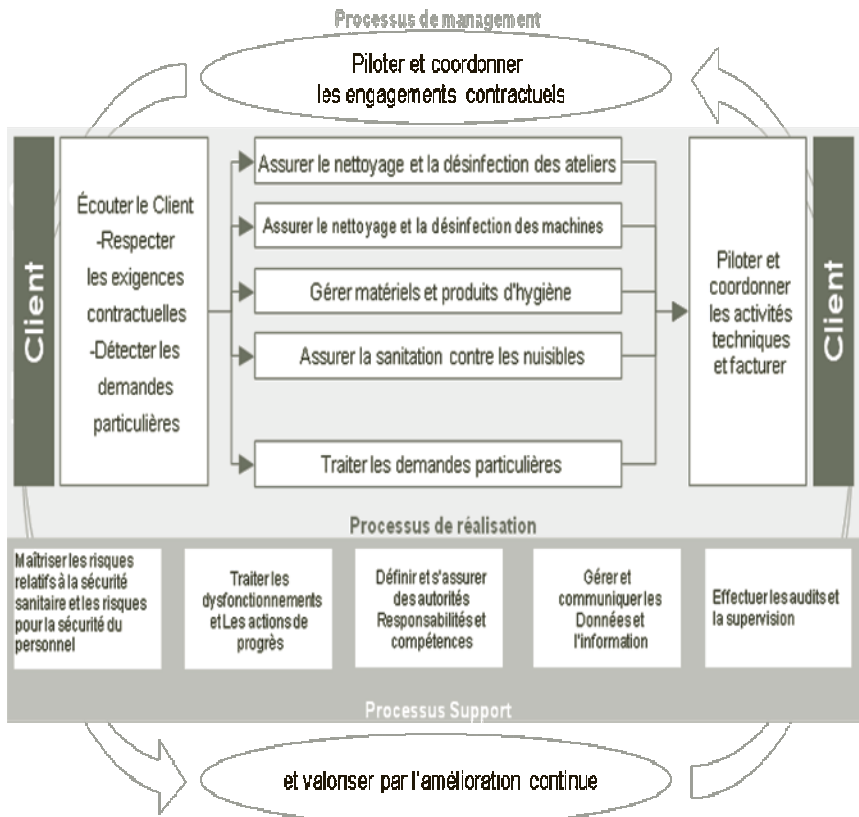 Processus de management
Piloter et coordonner
les engagements contractuels
Client
Écouter le Client
-Respecter
les exigences
contractuelles
-Détecter les
demandes
particulières
Assurer le nettoyage et la désinfection des ateliers
Assurer le nettoyage et la désinfection des machines
Gérer matériels et produits d'hygiène
Assurer la sanitation contre les nuisibles
Traiter les demandes particulières
Piloter et
coordonner
les activités
techniques
et facturer
Client
Processus de réalisation
Maîtriser les risques
relatifs à la sécurité
sanitaire et les risques
pour la sécurité du
personnel
Traiter les
dysfonctionnements
et Les actions de
progrès
Définir et s'assurer
des autorités
Responsabilités et
compétences
Gérer et
communiquer les
Données et
l'information
Effectuer les audits et
la supervision
Processus Support
et valoriser par l'amélioration continue